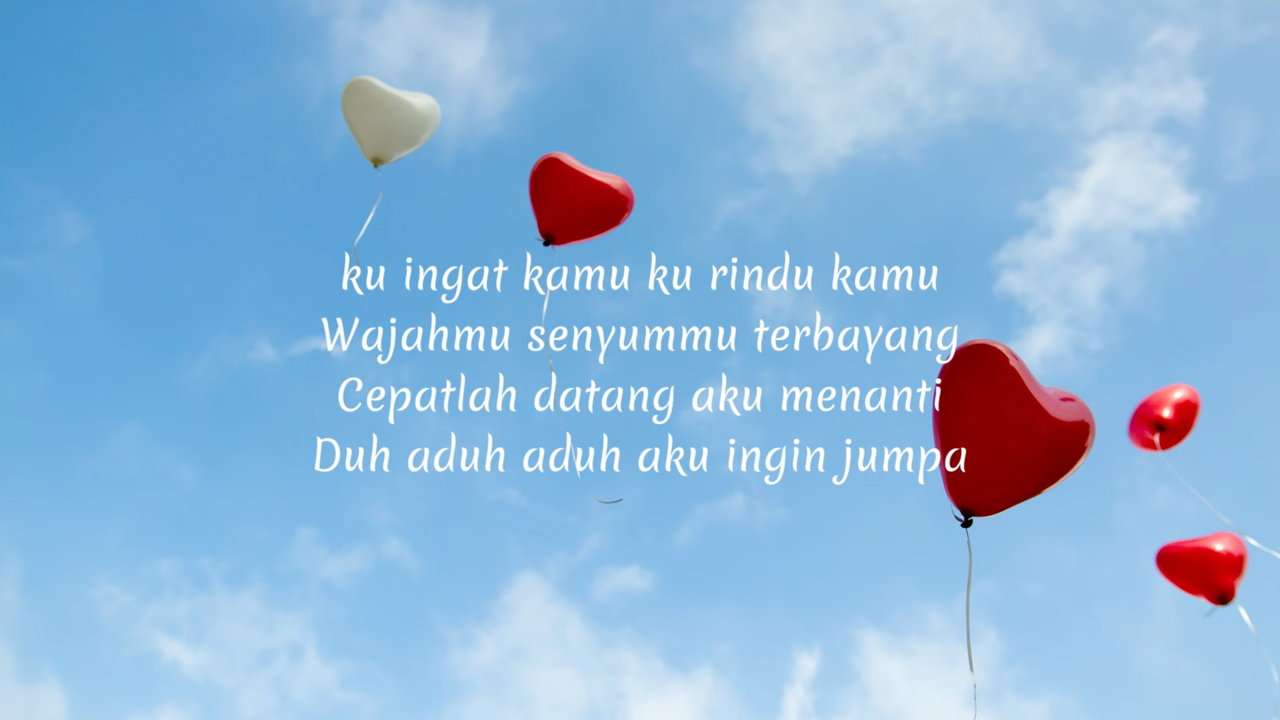 ku ingat kamu ku rindu kamu
Wajahmu senyummu terbayang
Cepatlah datang aku menanti
Duh aduh aduh aku ingin jumpa